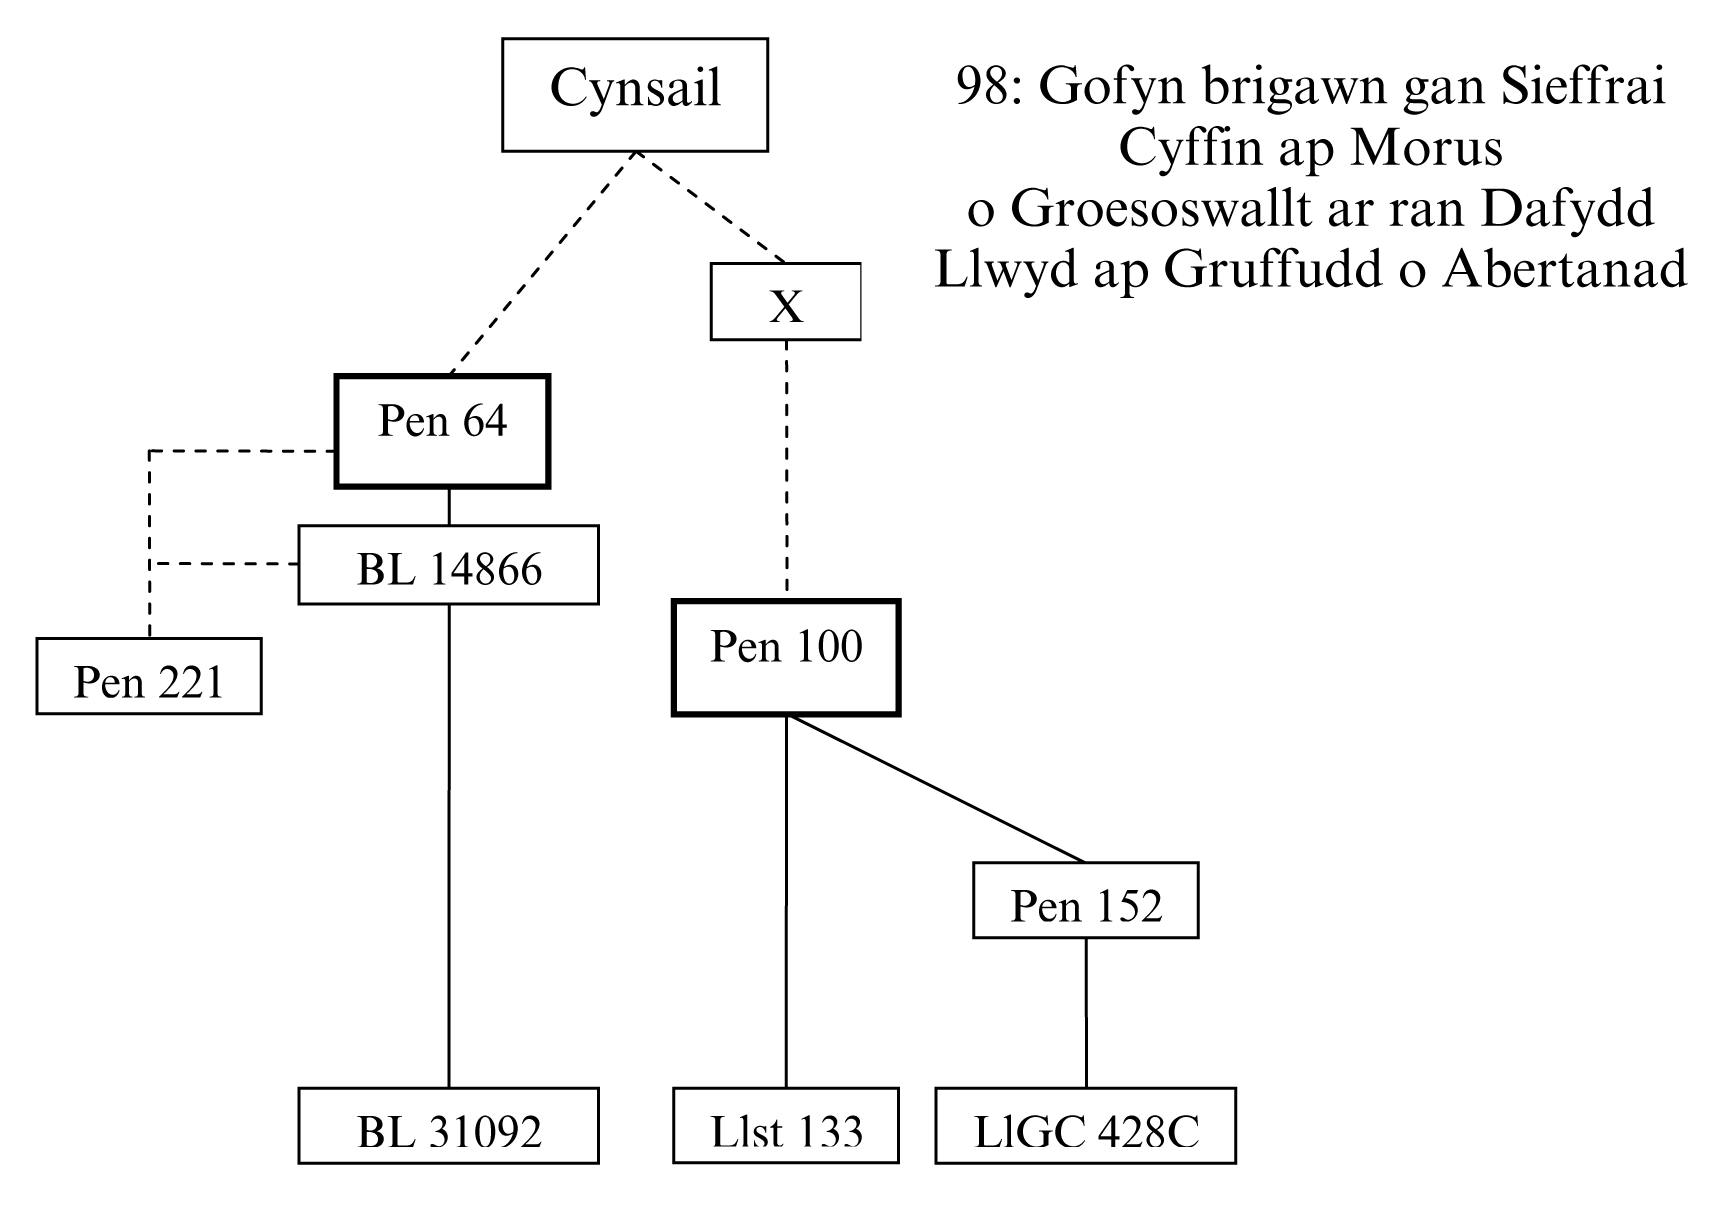 Cynsail
98: Gofyn brigawn gan Sieffrai
Cyffin ap Morus
o Groesoswallt ar ran Dafydd
Llwyd ap Gruffudd o Abertanad
X
Pen 64
BL 14866
Pen 100
Pen 221
Pen 152
BL 31092
Llst 133
LlGC 428C